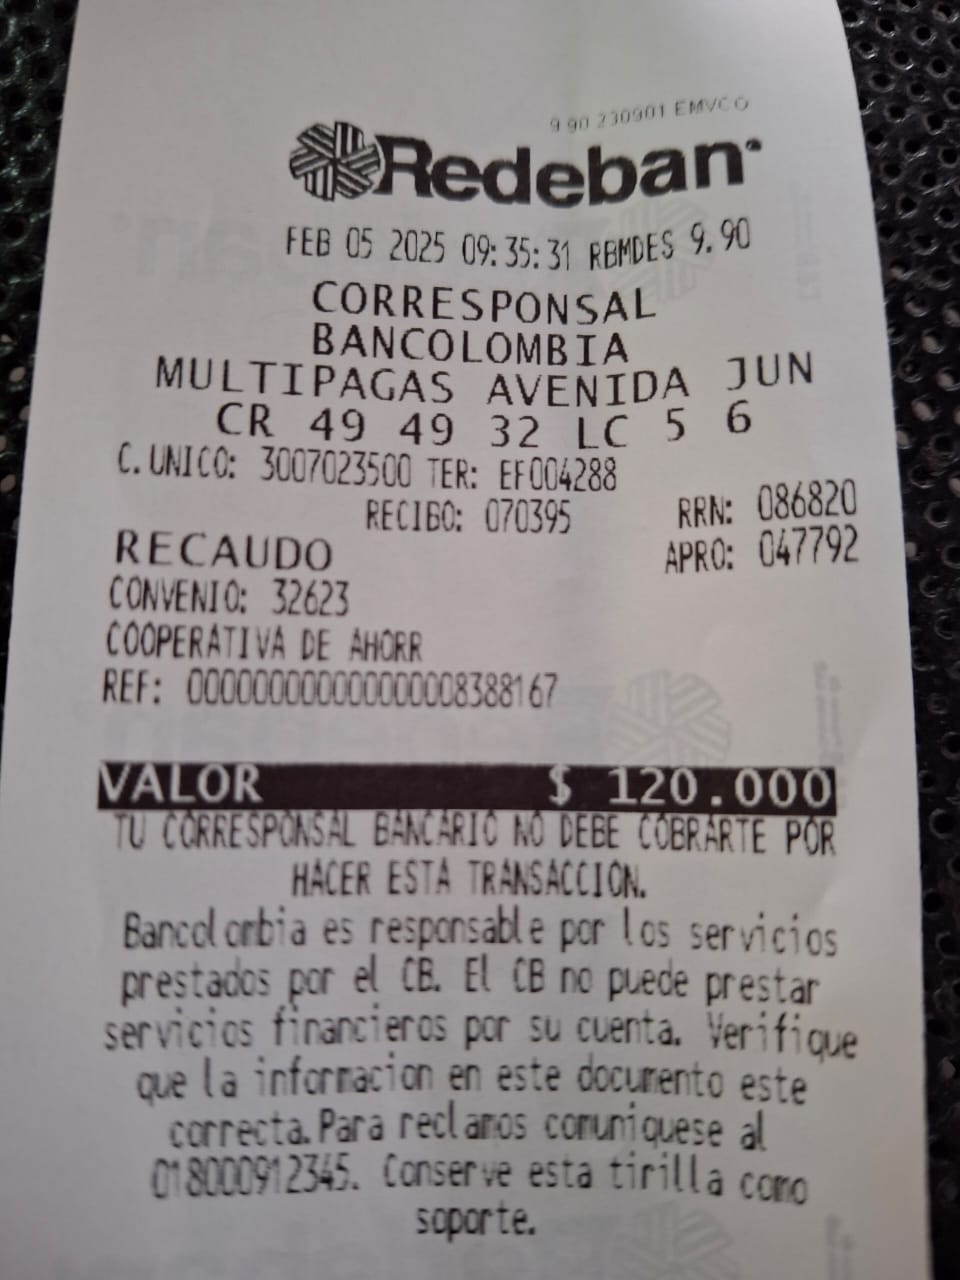 9 90 230901 EMVCO
Redeban
FEB 05 2025 09:35:31 RBMDES 9.90
CORRESPONSAL
BANCOLOMBIA
MULTIPAGAS AVENIDA JUN
CR 49 49 32 LC 5 6
C. UNICO: 3007023500 TER: EF004288
RECIBO: 070395 RRN: 086820
RECAUDO APRO: 047792
CONVENIO: 32623
COOPERATIVA DE AHORR
REF: 00000000000000008388167
VALOR $ 120.000
TU CORRESPONSAL BANCARIO NO DEBE COBRARTE POR
HACER ESTA TRANSACCION.
Bancolombia es responsable por los servicios
prestados por el CB. El CB no puede prestar
servicios financieros por su cuenta. Verifique
que la informacion en este documento este
correcta. Para reclamos comuniquese al
018000912345. Conserve esta tirilla como
soporte.